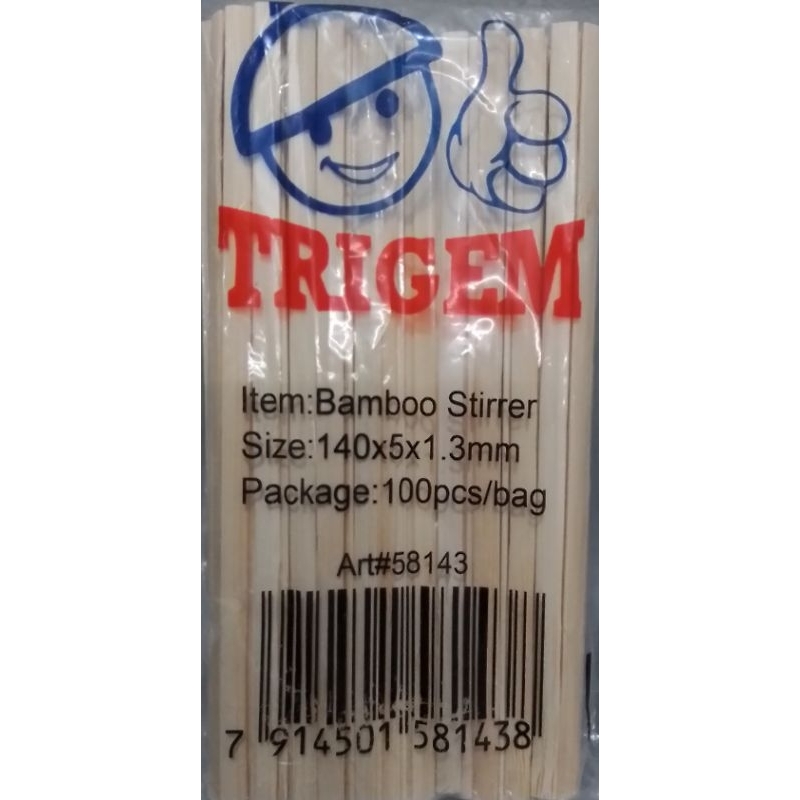 TRIGEM
Item:Bamboo Stirrer
Size:140x5x1.3mm
Package:100pcs/bag
Art#58143
7 914501 581438